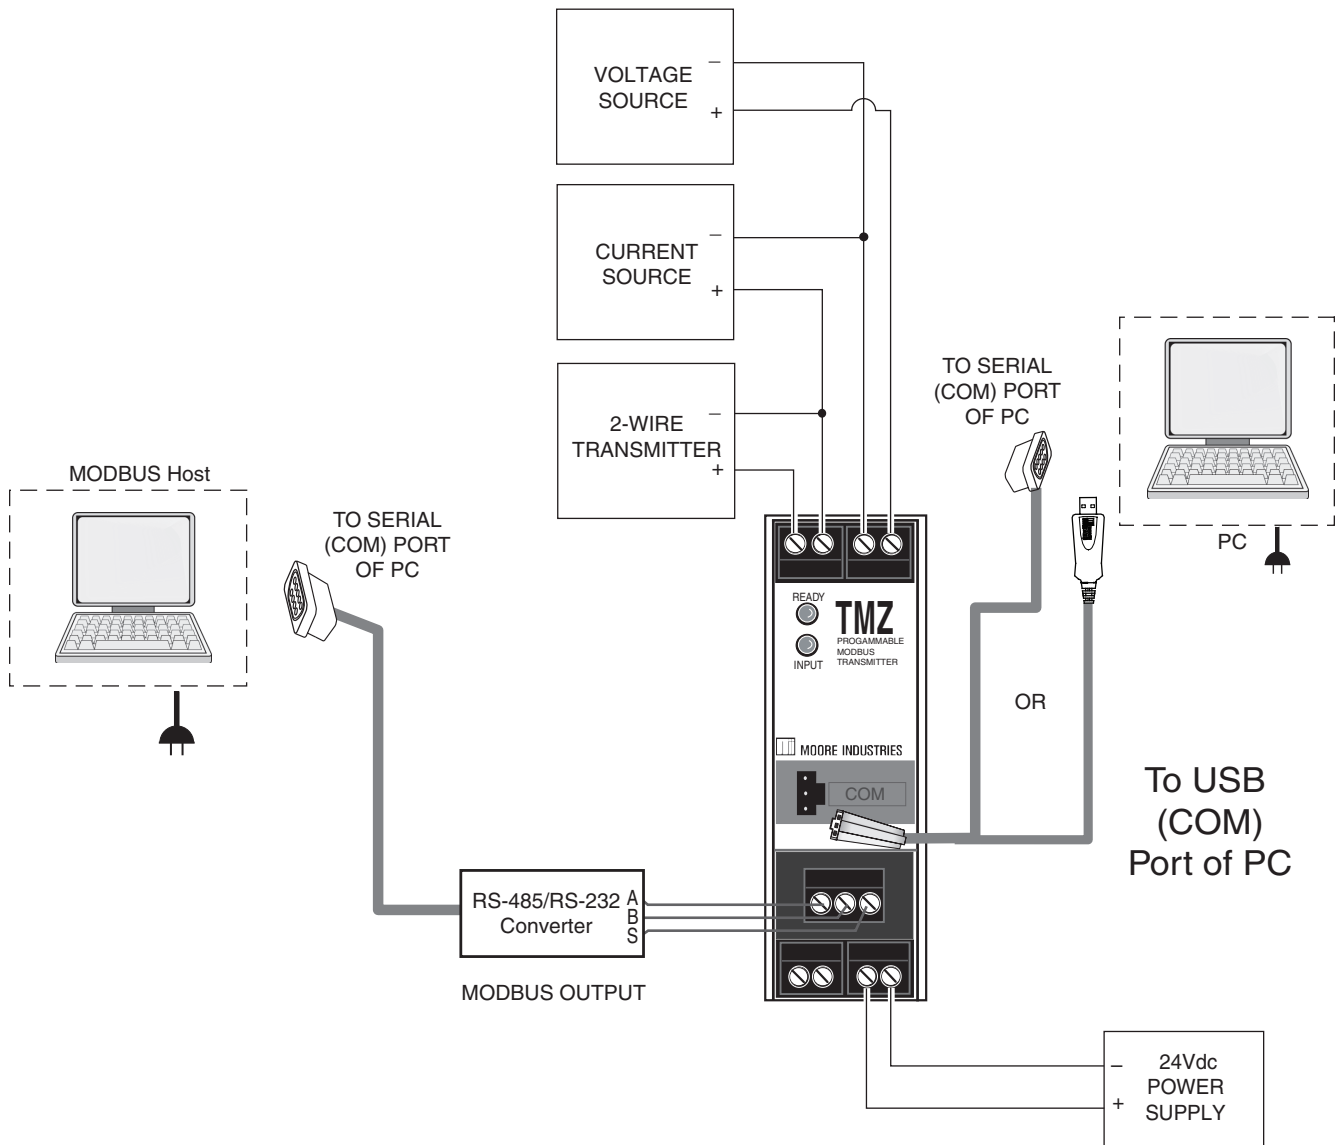 VOLTAGE
SOURCE
–
+
CURRENT
SOURCE
–
+
2-WIRE
TRANSMITTER
–
+
TO SERIAL
(COM) PORT
OF PC
PC
MODBUS Host
TO SERIAL
(COM) PORT
OF PC
READY
INPUT
TMZ
PROGAMMABLE
MODBUS
TRANSMITTER
OR
MOORE INDUSTRIES
COM
To USB
(COM)
Port of PC
RS-485/RS-232
Converter
A
B
S
MODBUS OUTPUT
24Vdc
POWER
SUPPLY
–
+